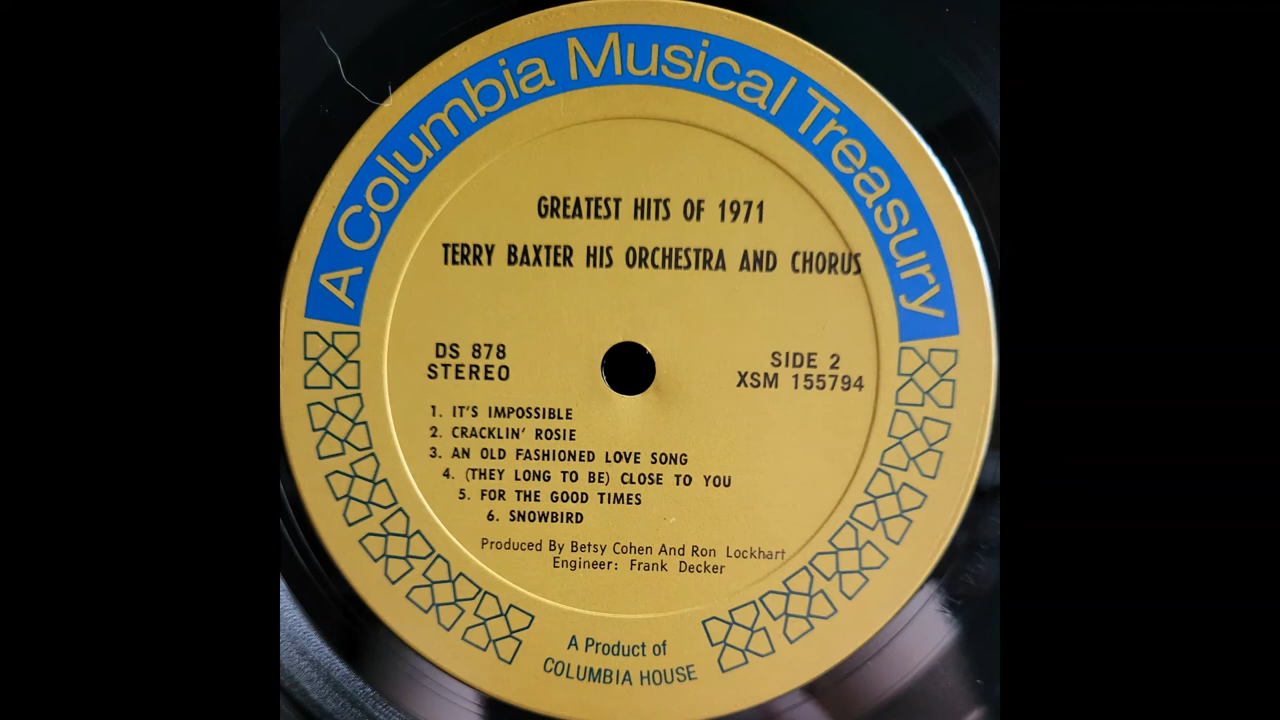 A Columbia Musical Treasury
GREATEST HITS OF 1971
TERRY BAXTER HIS ORCHESTRA AND CHORUS
DS 878
STEREO
SIDE 2
XSM 155794
1. IT'S IMPOSSIBLE
2. CRACKLIN' ROSIE
3. AN OLD FASHIONED LOVE SONG
4. (THEY LONG TO BE) CLOSE TO YOU
5. FOR THE GOOD TIMES
6. SNOWBIRD
Produced By Betsy Cohen And Ron Lockhart
Engineer: Frank Decker
A Product of
COLUMBIA HOUSE